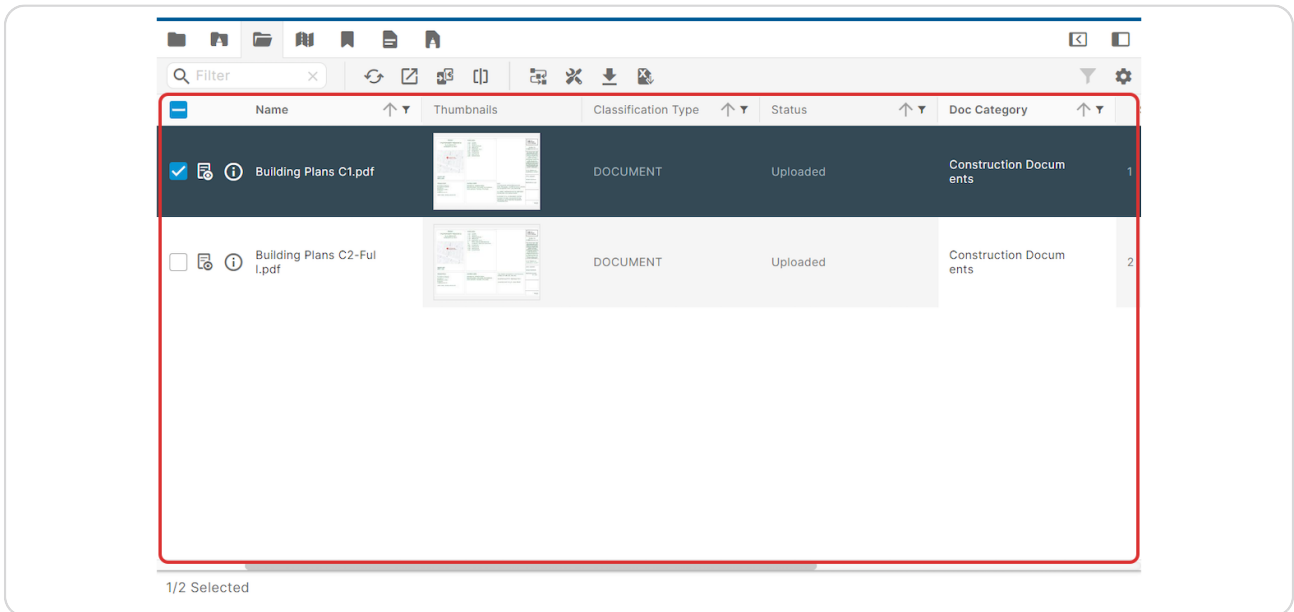 Filter
Name Thumbnails Classification Type Status Doc Category
Building Plans C1.pdf DOCUMENT Uploaded Construction Docum
ents 1
Building Plans C2-Ful
l.pdf DOCUMENT Uploaded Construction Docum
ents 2
1/2 Selected